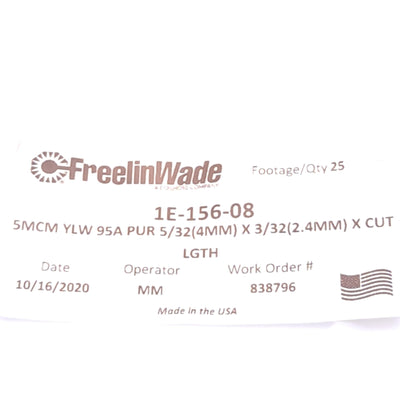 FreelinWade
Footage/Qty 25
1E-156-08
5MCM YLW 95A PUR 5/32(4MM) X 3/32(2.4MM) X CUT
LGTH
Date Operator Work Order #
10/16/2020 MM 838796
Made in the USA